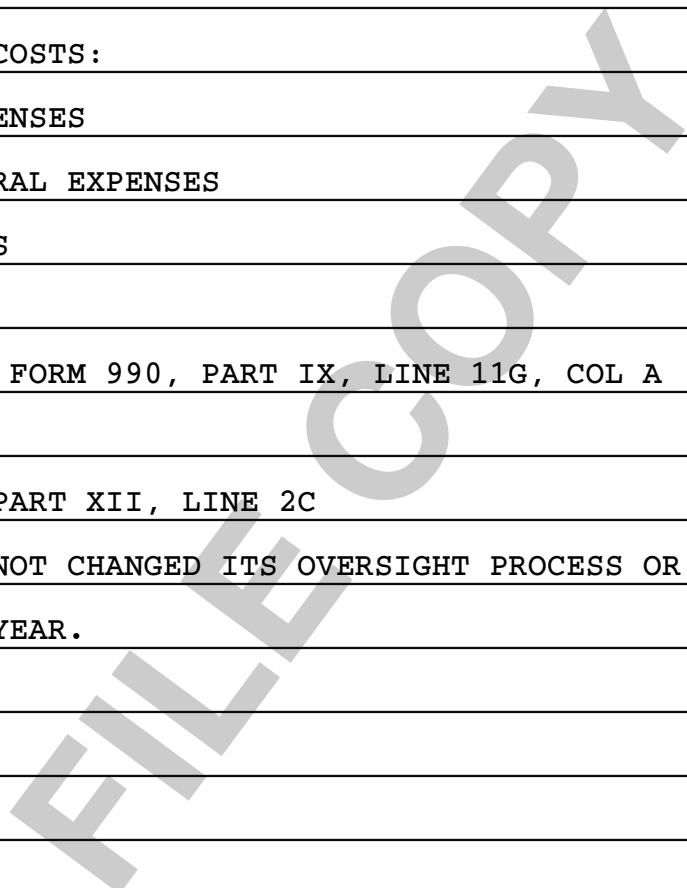 COSTS:
ENSES
RAL EXPENSES
S
FORM 990, PART IX, LINE 11G, COL A
PART XII, LINE 2C
NOT CHANGED ITS OVERSIGHT PROCESS OR
YEAR.
FILE COPY